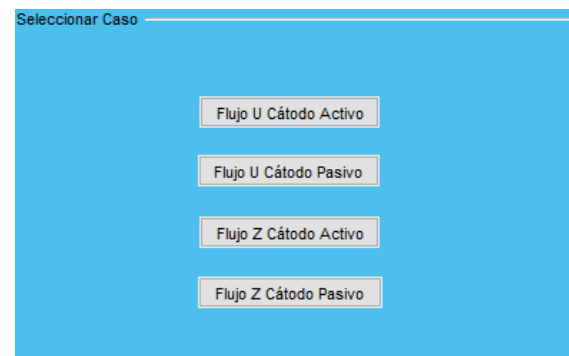 Seleccionar Caso
Flujo U Cátodo Activo
Flujo U Cátodo Pasivo
Flujo Z Cátodo Activo
Flujo Z Cátodo Pasivo